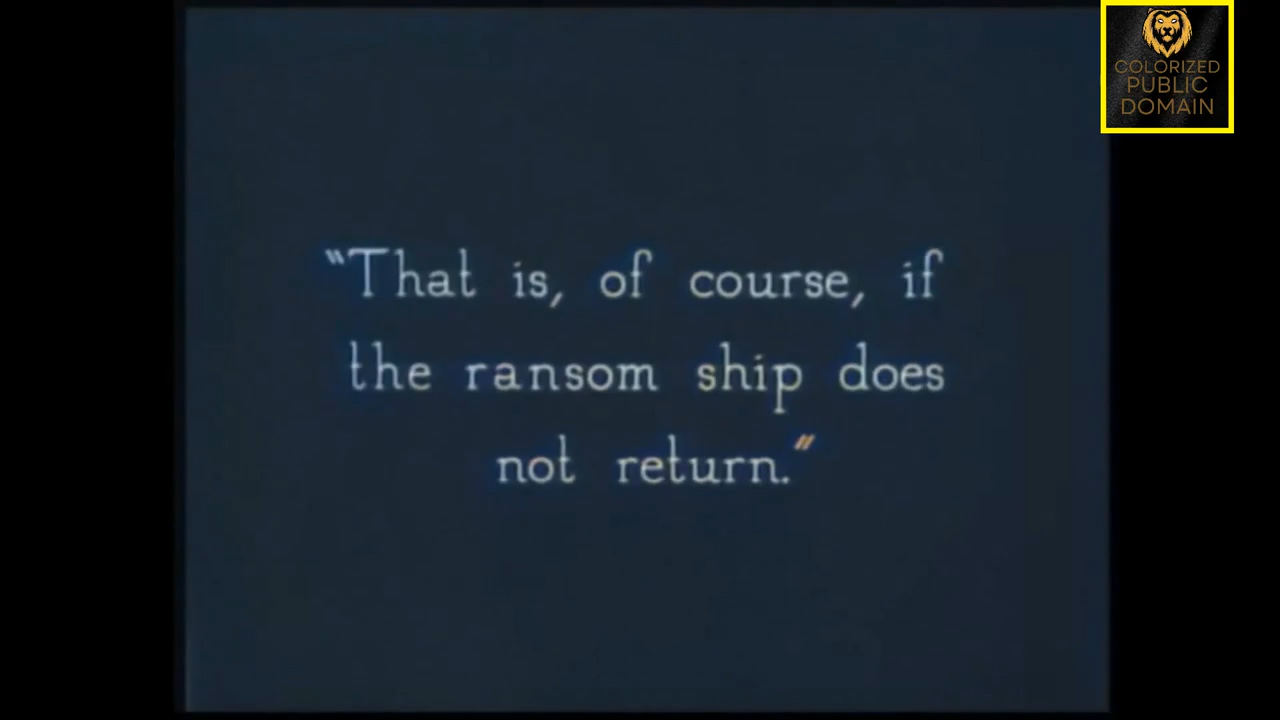 COLORIZED
PUBLIC
DOMAIN
"That is, of course, if
the ransom ship does
not return."